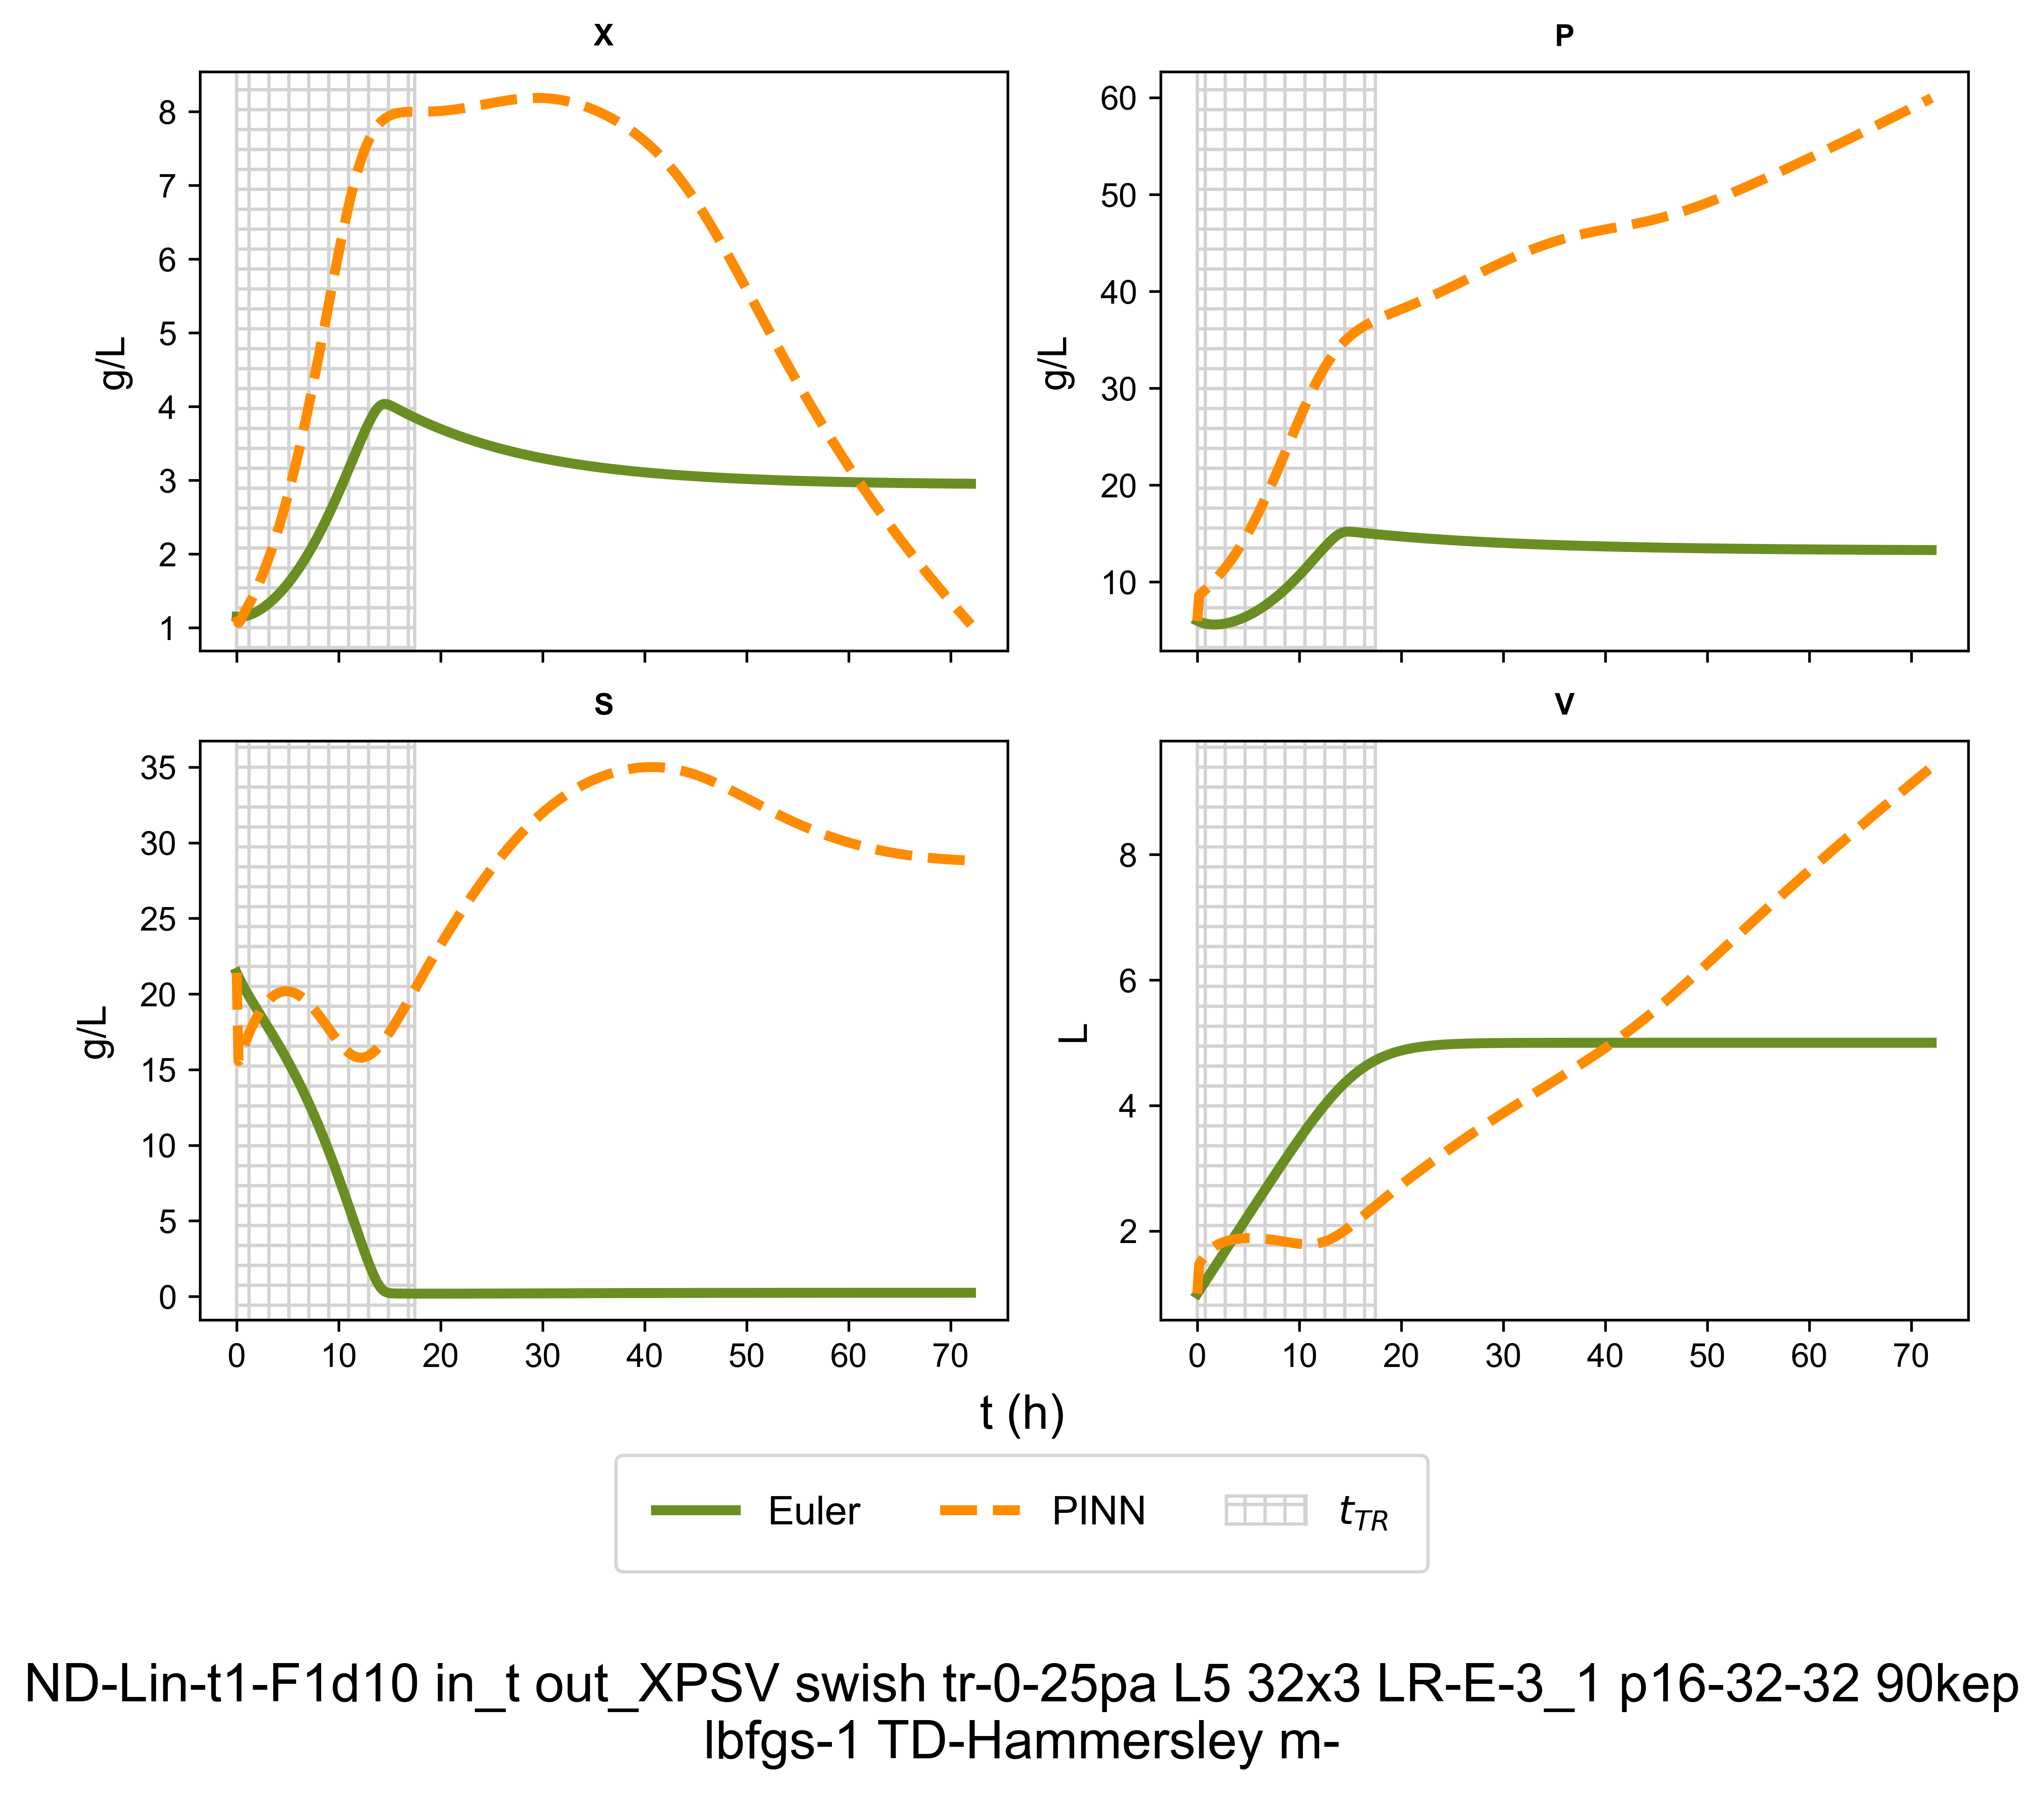 X
P
8
7
6
5
4
3
2
1
g/L
60
50
40
30
20
10
g/L
S
V
35
30
25
20
15
10
5
0
g/L
8
6
4
2
L
0 10 20 30 40 50 60 70
0 10 20 30 40 50 60 70
t (h)
Euler PINN t_TR
ND-Lin-t1-F1d10 in_t out_XPSV swish tr-0-25pa L5 32x3 LR-E-3_1 p16-32-32 90kep
lbfgs-1 TD-Hammersley m-